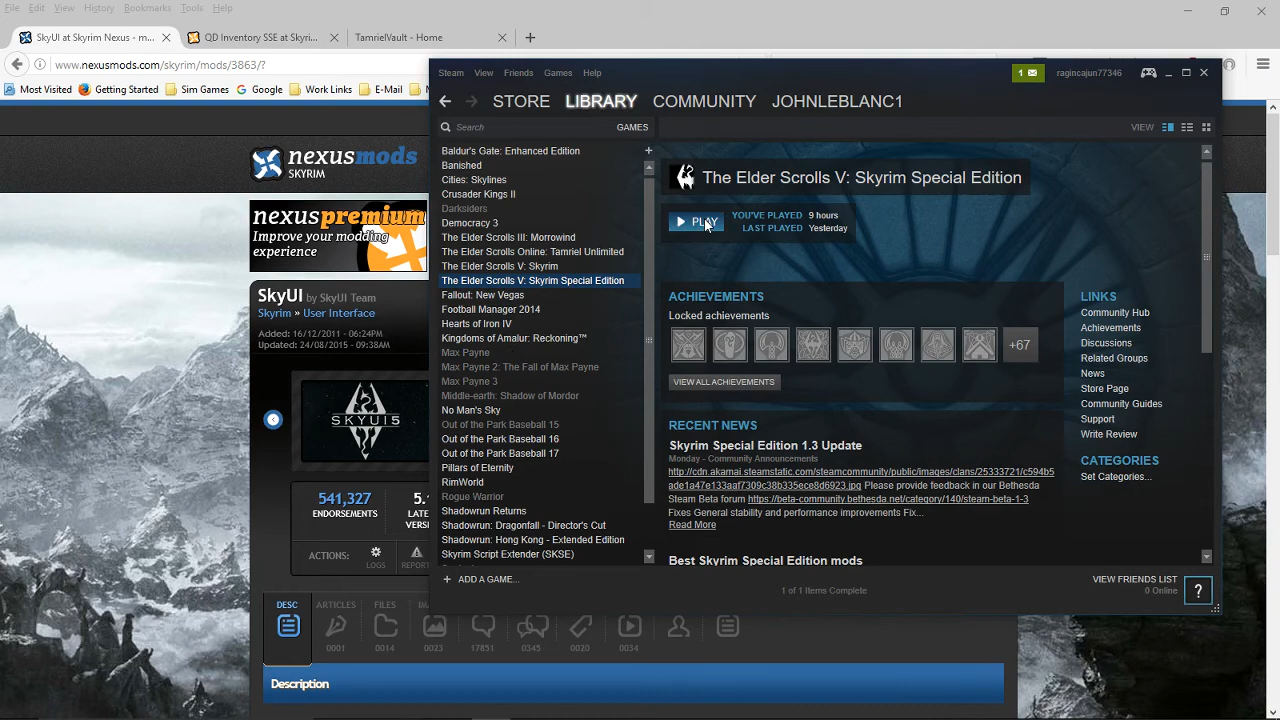 File Edit View History Bookmarks Tools Help
SkyUI at Skyrim Nexus - m...
QD Inventory SSE at Skyri...
TamrielVault - Home
www.nexusmods.com/skyrim/mods/3863/?
Most Visited
Getting Started
Sim Games
Google
Work Links
E-Mail
nexusmods
SKYRIM
nexus premium
Improve your modding
experience
SkyUI by SkyUI Team
Skyrim » User Interface
Added: 16/12/2011 - 06:24PM
Updated: 24/08/2015 - 09:38AM
SKYUI5
541,327
ENDORSEMENTS
5.
LATE
VERS
ACTIONS:
LOGS
REPORT
DESC
ARTICLES
FILES
IM
0001
0014
0023
17851
0345
0020
0034
Description
Steam View Friends Games Help
1
ragincajun77346
STORE LIBRARY COMMUNITY JOHNLEBLANC1
Search
GAMES
VIEW
Baldur's Gate: Enhanced Edition
Banished
Cities: Skylines
Crusader Kings II
Darksiders
Democracy 3
The Elder Scrolls III: Morrowind
The Elder Scrolls Online: Tamriel Unlimited
The Elder Scrolls V: Skyrim
The Elder Scrolls V: Skyrim Special Edition
Fallout: New Vegas
Football Manager 2014
Hearts of Iron IV
Kingdoms of Amalur: Reckoning™
Max Payne
Max Payne 2: The Fall of Max Payne
Max Payne 3
Middle-earth: Shadow of Mordor
No Man's Sky
Out of the Park Baseball 15
Out of the Park Baseball 16
Out of the Park Baseball 17
Pillars of Eternity
RimWorld
Rogue Warrior
Shadowrun Returns
Shadowrun: Dragonfall - Director's Cut
Shadowrun: Hong Kong - Extended Edition
Skyrim Script Extender (SKSE)
+ ADD A GAME...
The Elder Scrolls V: Skyrim Special Edition
PLAY
YOU'VE PLAYED 9 hours
LAST PLAYED Yesterday
ACHIEVEMENTS
Locked achievements
+67
VIEW ALL ACHIEVEMENTS
RECENT NEWS
Skyrim Special Edition 1.3 Update
Monday - Community Announcements
http://cdn.akamai.steamstatic.com/steamcommunity/public/images/clans/25333721/c594b5
ade1a47e133aaf7309c38b335ece8d6923.jpg Please provide feedback in our Bethesda
Steam Beta forum https://beta-community.bethesda.net/category/140/steam-beta-1-3
Fixes General stability and performance improvements Fix...
Read More
Best Skyrim Special Edition mods
LINKS
Community Hub
Achievements
Discussions
Related Groups
News
Store Page
Community Guides
Support
Write Review
CATEGORIES
Set Categories...
1 of 1 Items Complete
VIEW FRIENDS LIST
0 Online
?